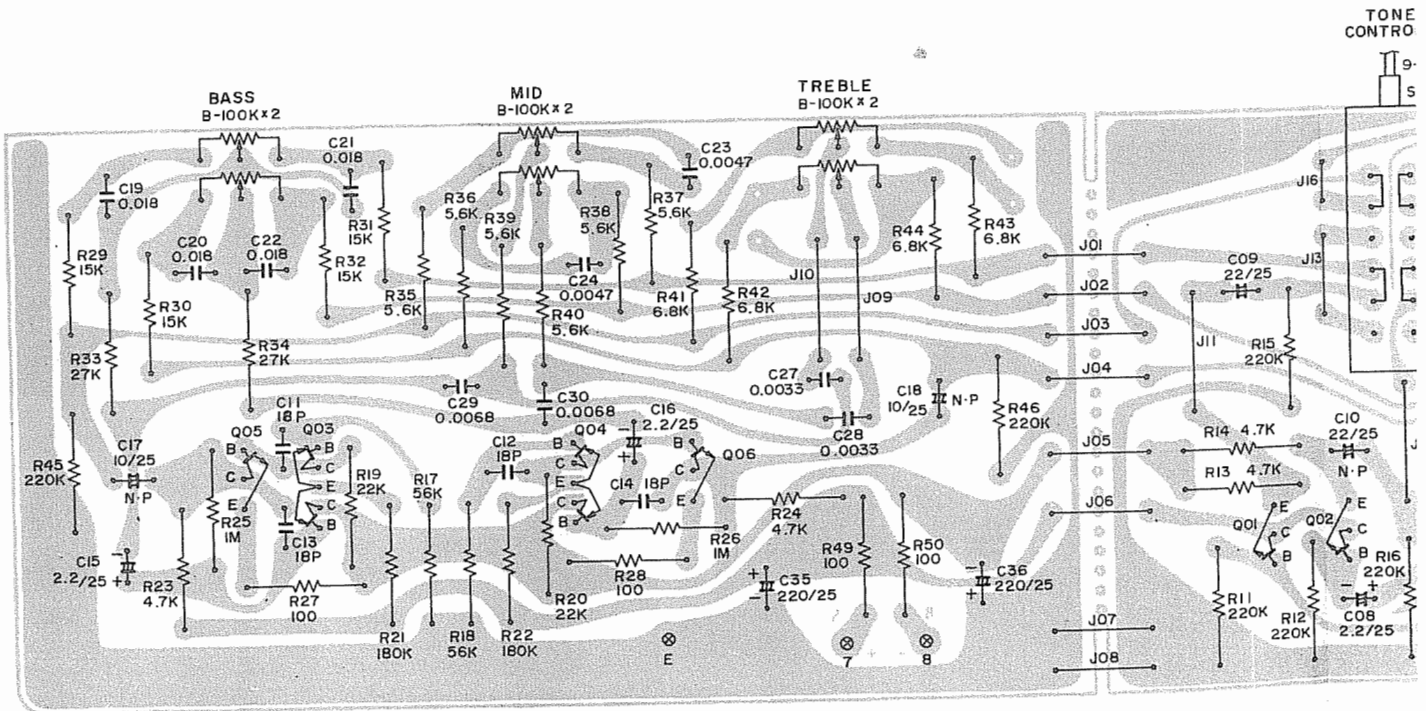 TONE
CONTRO
9-
S
BASS
B-100K×2
MID
B-100K×2
TREBLE
B-100K×2
C21
0.018
C23
0.0047
C19
0.018
R36
5.6K
R39
5.6K
R38
5.6K
R37
5.6K
R31
15K
R44
6.8K
R43
6.8K
J16
R29
15K
C20
0.018
C22
0.018
R32
15K
C24
0.0047
J10
J01
J13
C09
22/25
R30
15K
R35
5.6K
R40
5.6K
R41
6.8K
R42
6.8K
J09
J02
R33
27K
R34
27K
J03
J11
R15
220K
C29
0.0068
C30
0.0068
C27
0.0033
C18
10/25
N·P
J04
R46
220K
C11
18P
C16
2.2/25
-
+
C28
0.0033
C17
10/25
N·P
Q05
B
C
E
Q03
B
C
E
C
B
C12
18P
Q04
B
C
E
C
B
Q06
B
C
E
J05
R14 4.7K
C10
22/25
N·P
R45
220K
R19
22K
R17
56K
C14 18P
R13 4.7K
R25
1M
C13
18P
R24
4.7K
J06
R26
1M
Q01
E
C
B
Q02
E
C
B
C15
2.2/25
-
+
R23
4.7K
R27
100
R28
100
R20
22K
R49
100
R50
100
+
-
C35
220/25
-
+
C36
220/25
R16
220K
R11
220K
R12
220K
- +
C08
2.2/25
R21
180K
R18
56K
R22
180K
E
7
8
J07
J08
J